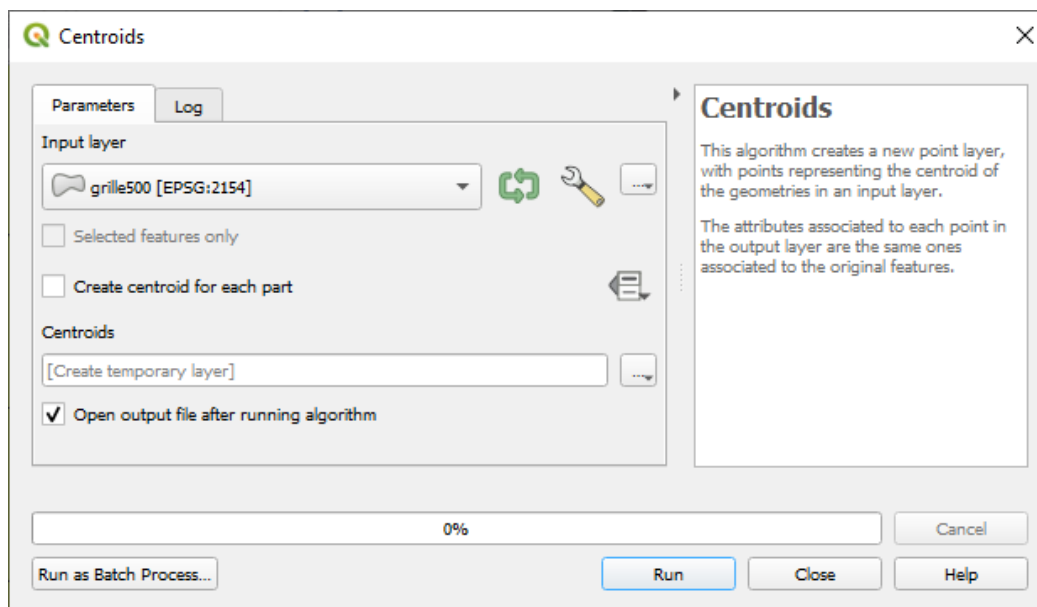 Centroids
Parameters
Log
Input layer
grille500 [EPSG:2154]
...
Selected features only
Create centroid for each part
Centroids
[Create temporary layer]
...
Open output file after running algorithm
Centroids
This algorithm creates a new point layer,
with points representing the centroid of
the geometries in an input layer.
The attributes associated to each point in
the output layer are the same ones
associated to the original features.
0%
Cancel
Run as Batch Process...
Run
Close
Help